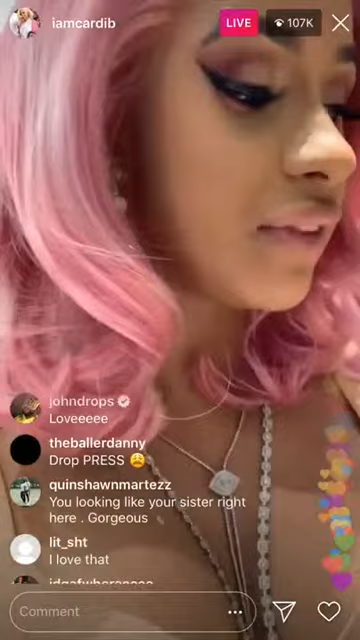 iamcardib
LIVE
107K
johndrops
Loveeeee
theballerdanny
Drop PRESS 😩
quinshawnmartezz
You looking like your sister right
here . Gorgeous
lit_sht
I love that
Comment